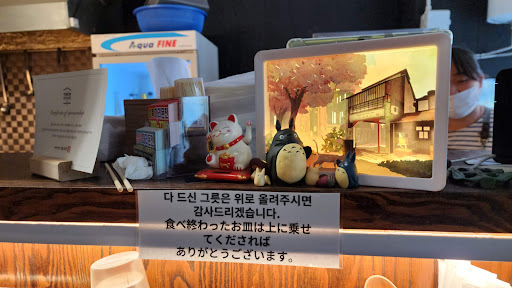 AQUA FINE
다 드신 그릇은 위로 올려주시면
감사드리겠습니다.
食べ終わったお皿は上に乗せ
てくだされば
ありがとうございます。